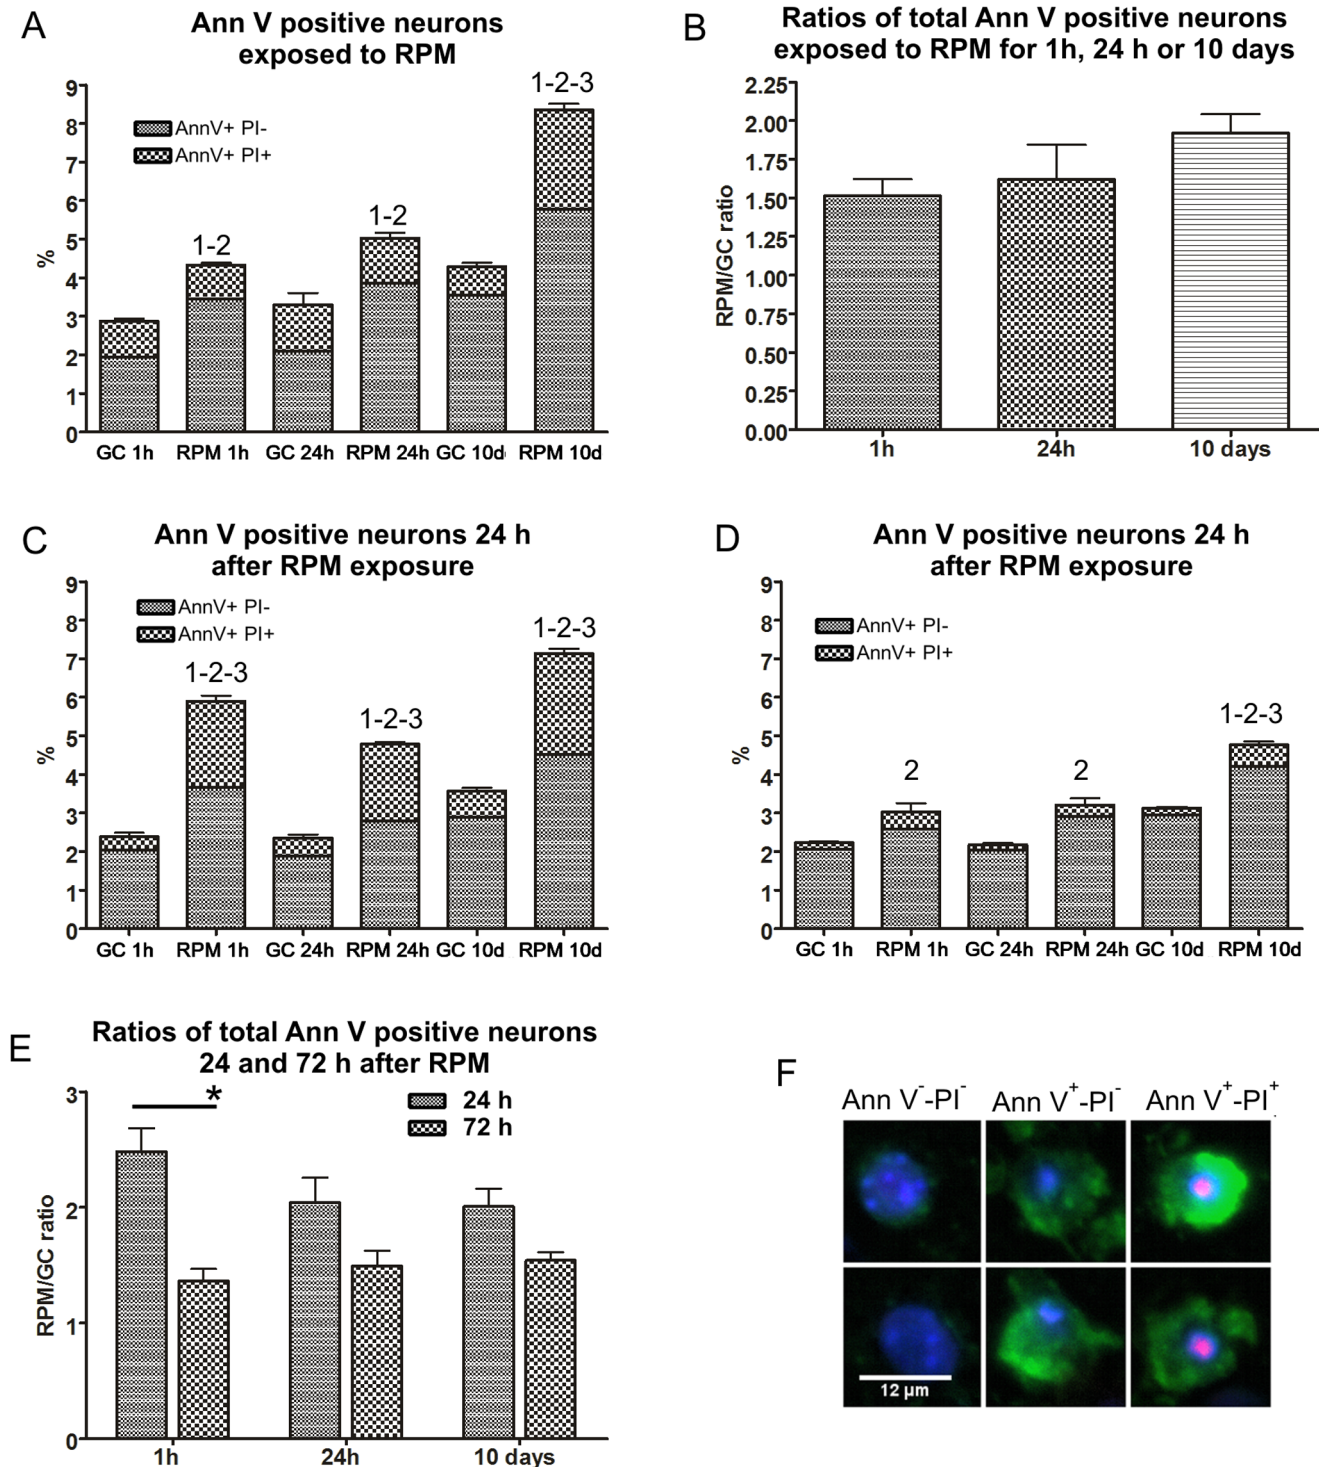 A
Ann V positive neurons
exposed to RPM
9
8
7
6
5
4
3
2
1
0
%
AnnV+ PI-
AnnV+ PI+
1-2
1-2
1-2-3
GC 1h RPM 1h GC 24h RPM 24h GC 10d RPM 10d
B
Ratios of total Ann V positive neurons
exposed to RPM for 1h, 24 h or 10 days
2.25
2.00
1.75
1.50
1.25
1.00
0.75
0.50
0.25
0.00
RPM/GC ratio
1h 24h 10 days
C
Ann V positive neurons 24 h
after RPM exposure
9
8
7
6
5
4
3
2
1
0
%
AnnV+ PI-
AnnV+ PI+
1-2-3
1-2-3
1-2-3
GC 1h RPM 1h GC 24h RPM 24h GC 10d RPM 10d
D
Ann V positive neurons 24 h
after RPM exposure
9
8
7
6
5
4
3
2
1
0
%
AnnV+ PI-
AnnV+ PI+
2
2
1-2-3
GC 1h RPM 1h GC 24h RPM 24h GC 10d RPM 10d
E
Ratios of total Ann V positive neurons
24 and 72 h after RPM
3
2
1
0
RPM/GC ratio
*
24 h
72 h
1h 24h 10 days
F
Ann V⁻-PI⁻ Ann V⁺-PI⁻ Ann V⁺-PI⁺
12 µm